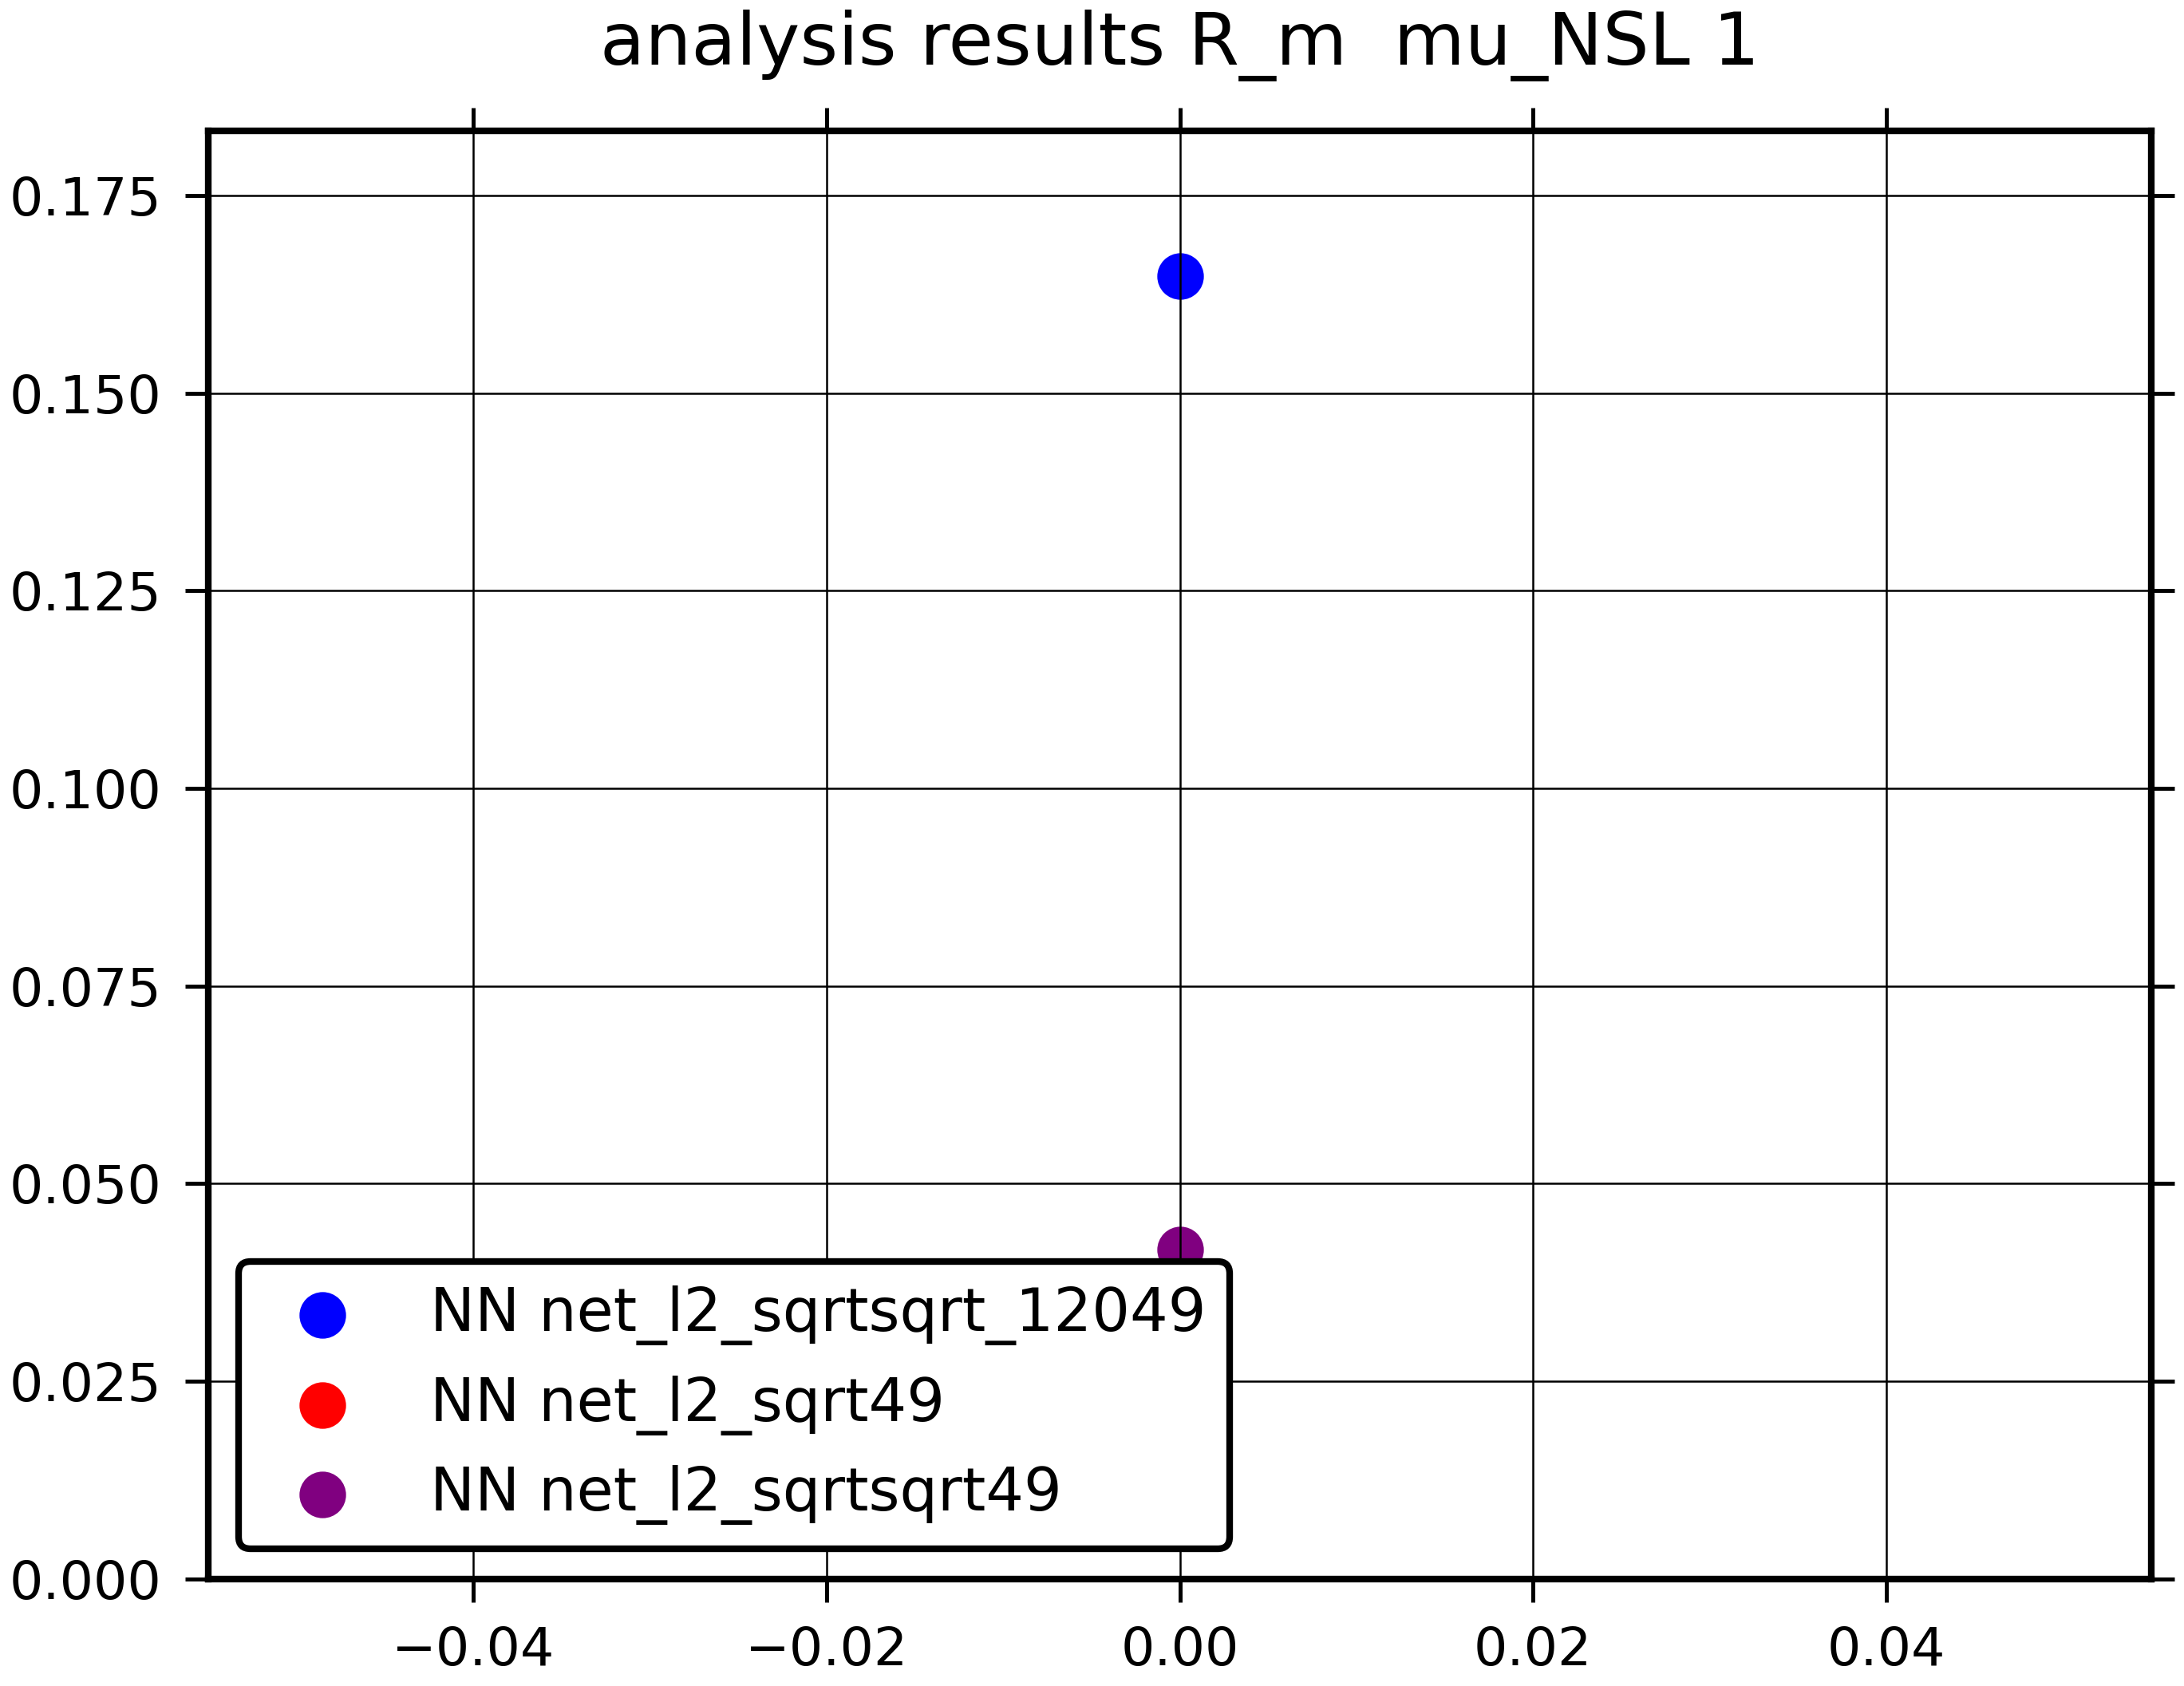 analysis results R_m  mu_NSL 1
0.175
0.150
0.125
0.100
0.075
0.050
0.025
0.000
NN net_l2_sqrtsqrt_12049
NN net_l2_sqrt49
NN net_l2_sqrtsqrt49
−0.04 −0.02 0.00 0.02 0.04